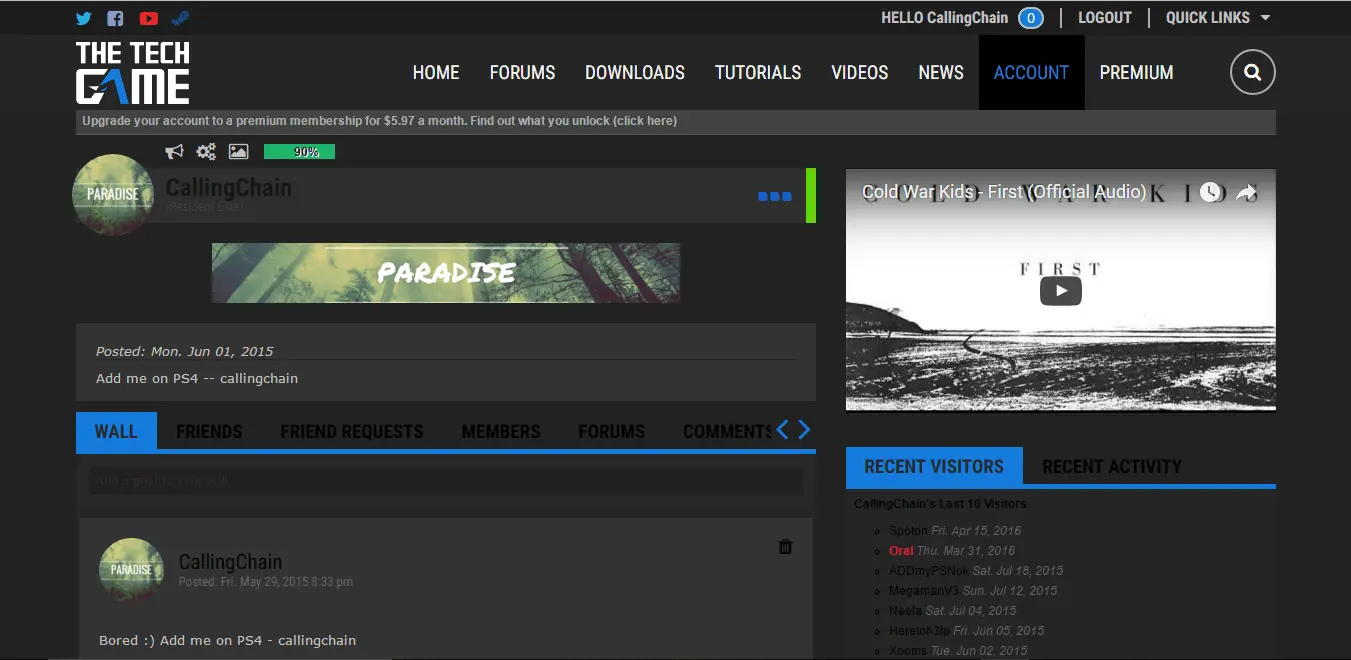 HELLO CallingChain 0 LOGOUT QUICK LINKS
THE TECH
GAME
HOME FORUMS DOWNLOADS TUTORIALS VIDEOS NEWS ACCOUNT PREMIUM
Upgrade your account to a premium membership for $5.97 a month. Find out what you unlock (click here)
90%
PARADISE
CallingChain
(Resident Elite)
PARADISE
Posted: Mon. Jun 01, 2015
Add me on PS4 -- callingchain
WALL FRIENDS FRIEND REQUESTS MEMBERS FORUMS COMMENTS
Add a post to your wall
PARADISE
CallingChain
Posted: Fri. May 29, 2015 8:33 pm
Bored :) Add me on PS4 - callingchain
Cold War Kids - First (Official Audio)
COLD WAR KIDS
FIRST
RECENT VISITORS RECENT ACTIVITY
CallingChain's Last 10 Visitors
Spoton Fri. Apr 15, 2016
Oral Thu. Mar 31, 2016
ADDmyPSNok Sat. Jul 18, 2015
MegamanV3 Sun. Jul 12, 2015
Neela Sat. Jul 04, 2015
Heretoh3lp Fri. Jun 05, 2015
Xooms Tue. Jun 02, 2015